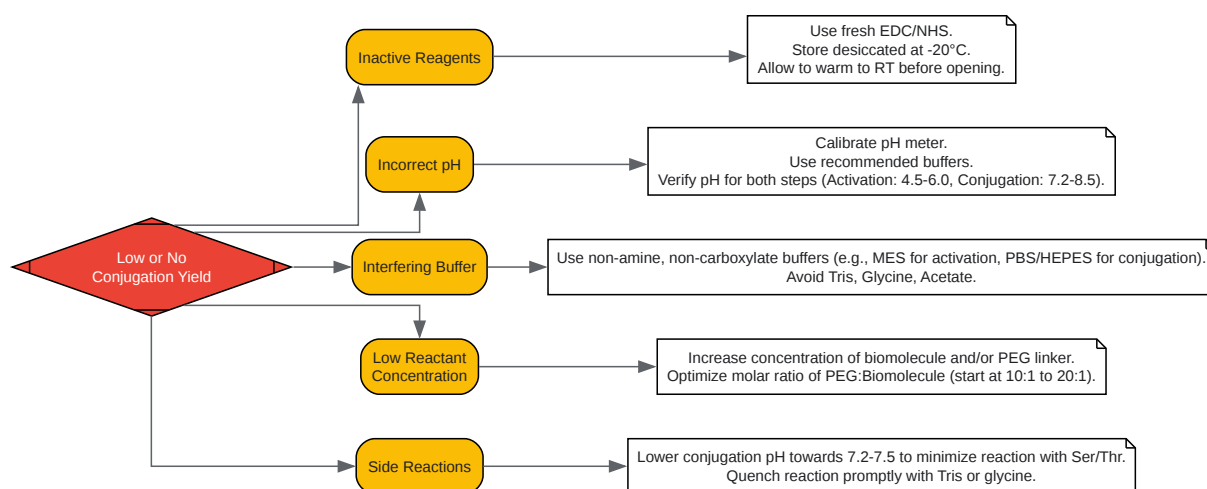 Low or No
Conjugation Yield
Inactive Reagents
Use fresh EDC/NHS.
Store desiccated at -20°C.
Allow to warm to RT before opening.
Incorrect pH
Calibrate pH meter.
Use recommended buffers.
Verify pH for both steps (Activation: 4.5-6.0, Conjugation: 7.2-8.5).
Interfering Buffer
Use non-amine, non-carboxylate buffers (e.g., MES for activation, PBS/HEPES for conjugation).
Avoid Tris, Glycine, Acetate.
Low Reactant
Concentration
Increase concentration of biomolecule and/or PEG linker.
Optimize molar ratio of PEG:Biomolecule (start at 10:1 to 20:1).
Side Reactions
Lower conjugation pH towards 7.2-7.5 to minimize reaction with Ser/Thr.
Quench reaction promptly with Tris or glycine.